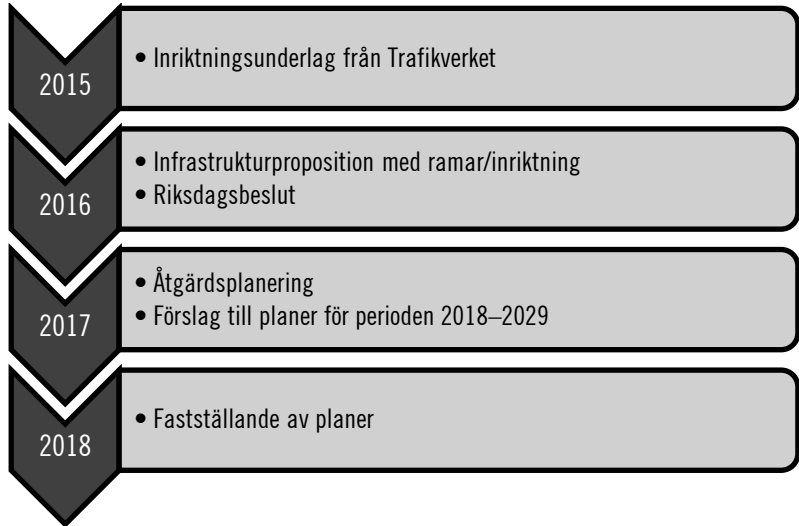 2015
• Inriktningsunderlag från Trafikverket
2016
• Infrastrukturproposition med ramar/inriktning
• Riksdagsbeslut
2017
• Åtgärdsplanering
• Förslag till planer för perioden 2018–2029
2018
• Fastställande av planer